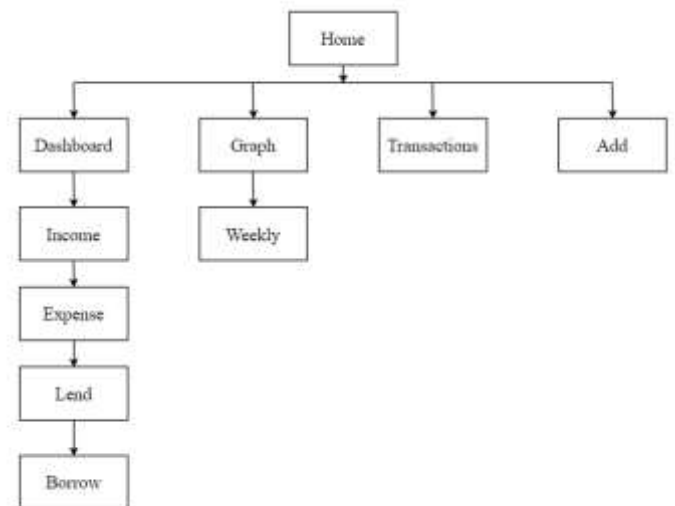 Home
Dashboard
Graph
Transactions
Add
Income
Weekly
Expense
Lend
Borrow